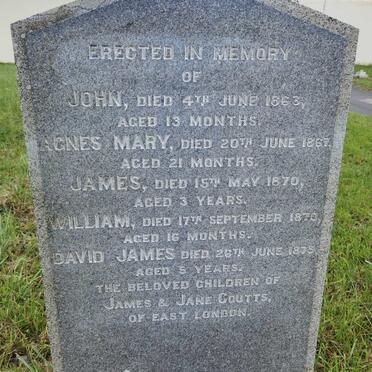 ERECTED IN MEMORY
OF
JOHN, DIED 4TH JUNE 1863,
AGED 13 MONTHS.
AGNES MARY, DIED 20TH JUNE 1867.
AGED 21 MONTHS.
JAMES, DIED 15TH MAY 1870,
AGED 3 YEARS.
WILLIAM, DIED 17TH SEPTEMBER 1870,
AGED 16 MONTHS.
DAVID JAMES DIED 26TH JUNE
AGED 5 YEARS.
THE BELOVED CHILDREN OF
JAMES & JANE COUTTS,
OF EAST LONDON.